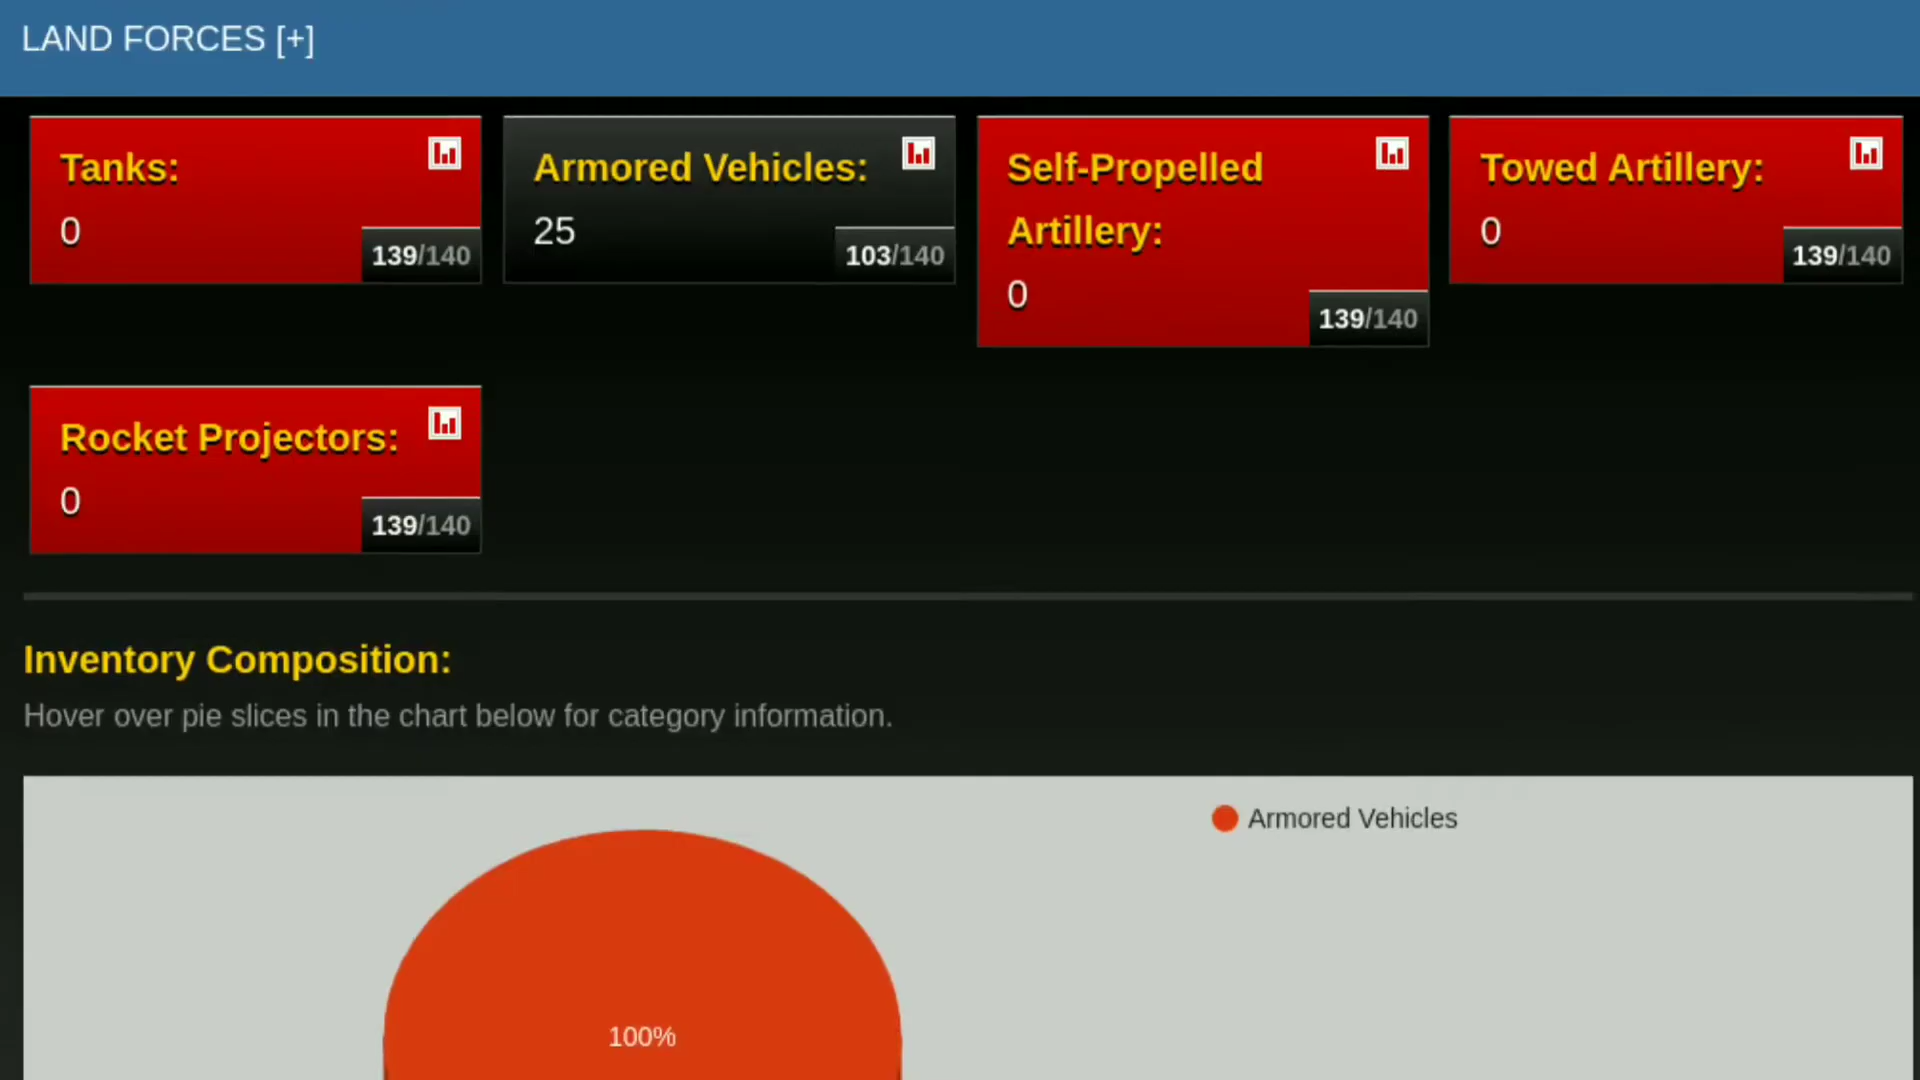 LAND FORCES [+]
Tanks:
0
139/140
Armored Vehicles:
25
103/140
Self-Propelled
Artillery:
0
139/140
Towed Artillery:
0
139/140
Rocket Projectors:
0
139/140
Inventory Composition:
Hover over pie slices in the chart below for category information.
Armored Vehicles
100%